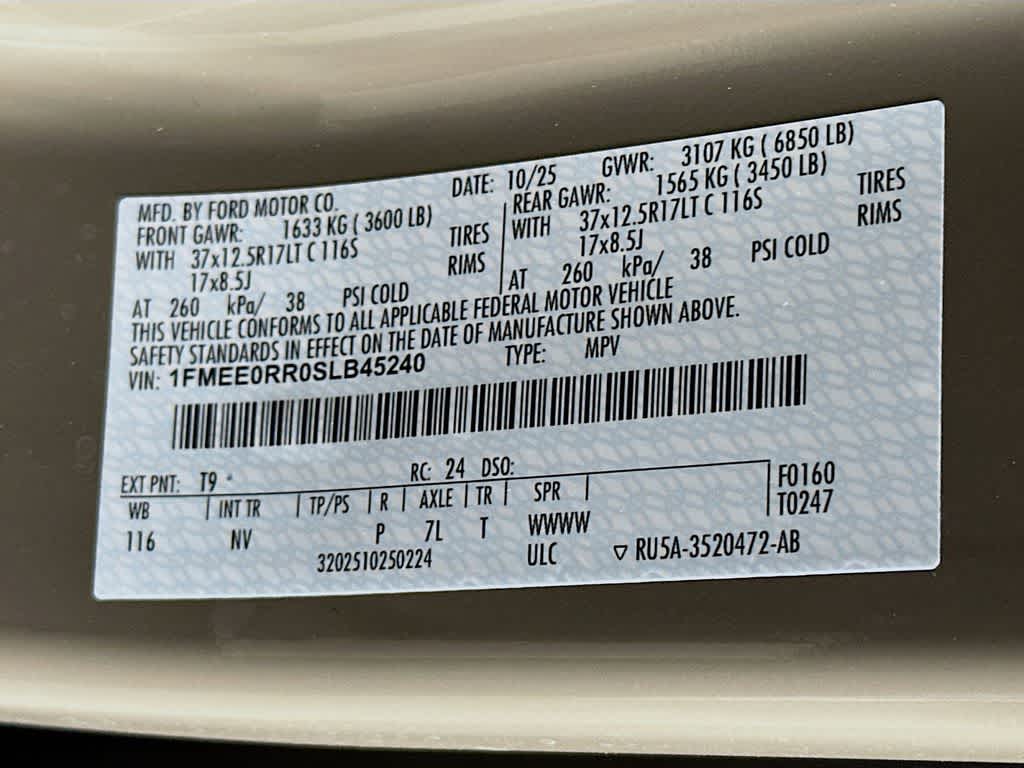 MFD. BY FORD MOTOR CO.
DATE: 10/25
GVWR: 3107 KG ( 6850 LB)
FRONT GAWR: 1633 KG ( 3600 LB)
WITH 37x12.5R17LT C 116S TIRES
17x8.5J RIMS
AT 260 kPa/ 38 PSI COLD
REAR GAWR: 1565 KG ( 3450 LB)
WITH 37x12.5R17LT C 116S TIRES
17x8.5J RIMS
AT 260 kPa/ 38 PSI COLD
THIS VEHICLE CONFORMS TO ALL APPLICABLE FEDERAL MOTOR VEHICLE
SAFETY STANDARDS IN EFFECT ON THE DATE OF MANUFACTURE SHOWN ABOVE.
VIN: 1FMEE0RR0SLB45240 TYPE: MPV
EXT PNT: T9 RC: 24 DSO:
WB INT TR TP/PS R AXLE TR SPR
F0160
T0247
116 NV P 7L T WWWW
3202510250224 ULC ▽ RU5A-3520472-AB